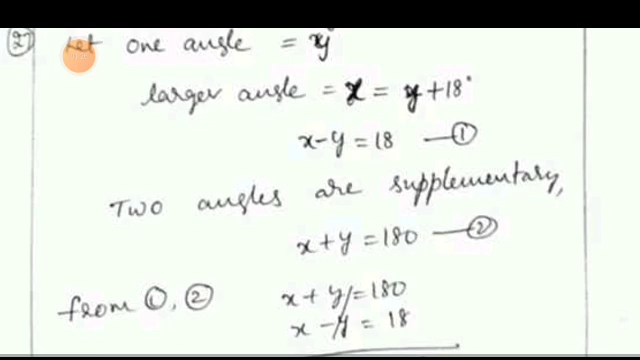 ② Let one angle = y°
larger angle = x = y+18°
x-y = 18 —①
Two angles are supplementary,
x+y = 180 —②
from ①, ② x + y = 180
x - y = 18